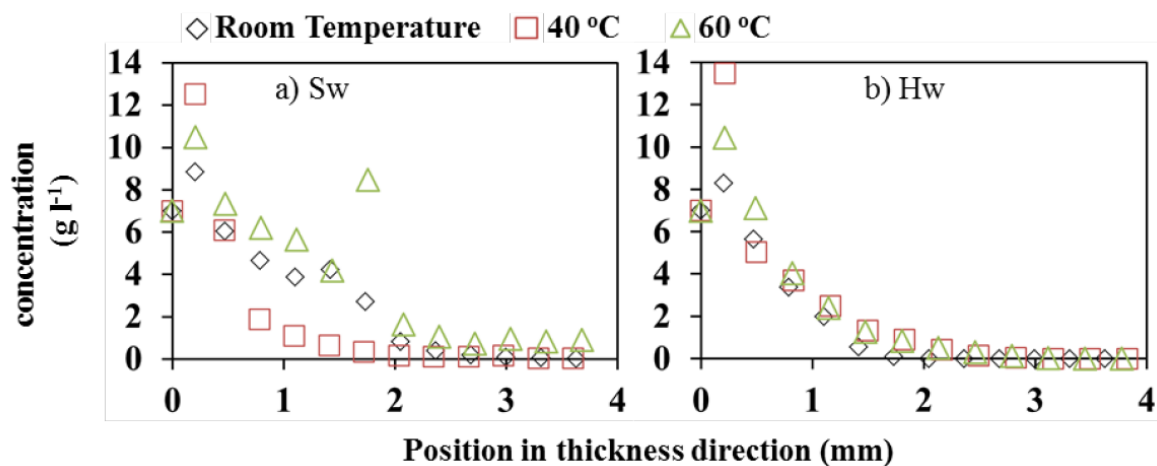 Room Temperature 40 ºC 60 ºC
14
12
10
8
6
4
2
0
a) Sw
0 1 2 3 4
b) Hw
14
12
10
8
6
4
2
0
0 1 2 3 4
concentration
(g l-1)
Position in thickness direction (mm)